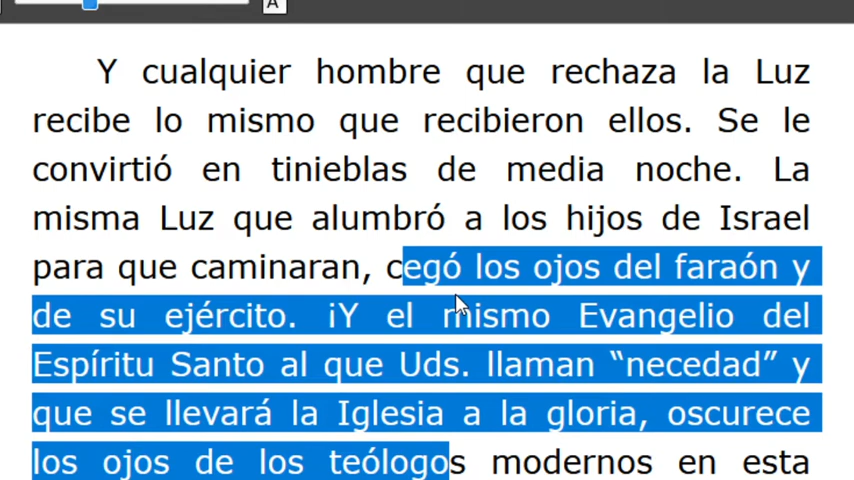 A
Y cualquier hombre que rechaza la Luz
recibe lo mismo que recibieron ellos. Se le
convirtió en tinieblas de media noche. La
misma Luz que alumbró a los hijos de Israel
para que caminaran, cegó los ojos del faraón y
de su ejército. ¡Y el mismo Evangelio del
Espíritu Santo al que Uds. llaman “necedad” y
que se llevará la Iglesia a la gloria, oscurece
los ojos de los teólogos modernos en esta